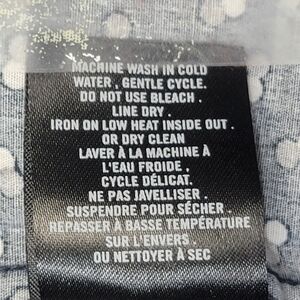 MACHINE WASH IN COLD
WATER , GENTLE CYCLE.
DO NOT USE BLEACH .
LINE DRY .
IRON ON LOW HEAT INSIDE OUT .
OR DRY CLEAN
LAVER À LA MACHINE À
L'EAU FROIDE ,
CYCLE DÉLICAT.
NE PAS JAVELLISER .
SUSPENDRE POUR SÉCHER .
REPASSER À BASSE TEMPÉRATURE
SUR L'ENVERS .
OU NETTOYER À SEC